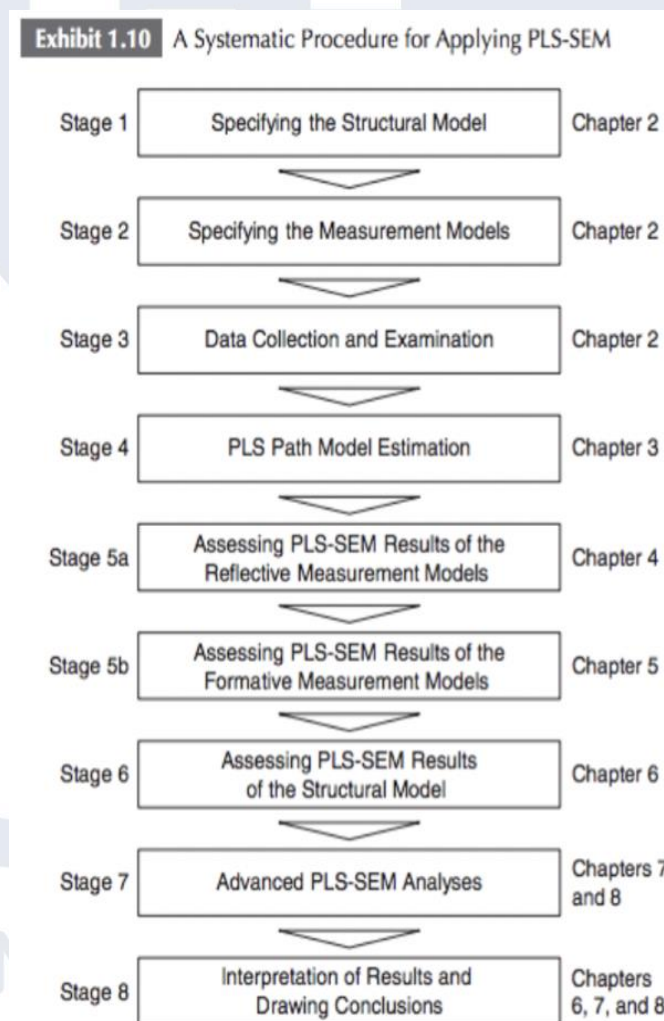 Exhibit 1.10 A Systematic Procedure for Applying PLS-SEM
Stage 1
Specifying the Structural Model
Chapter 2
Stage 2
Specifying the Measurement Models
Chapter 2
Stage 3
Data Collection and Examination
Chapter 2
Stage 4
PLS Path Model Estimation
Chapter 3
Stage 5a
Assessing PLS-SEM Results of the
Reflective Measurement Models
Chapter 4
Stage 5b
Assessing PLS-SEM Results of the
Formative Measurement Models
Chapter 5
Stage 6
Assessing PLS-SEM Results
of the Structural Model
Chapter 6
Stage 7
Advanced PLS-SEM Analyses
Chapters 7
and 8
Stage 8
Interpretation of Results and
Drawing Conclusions
Chapters
6, 7, and 8